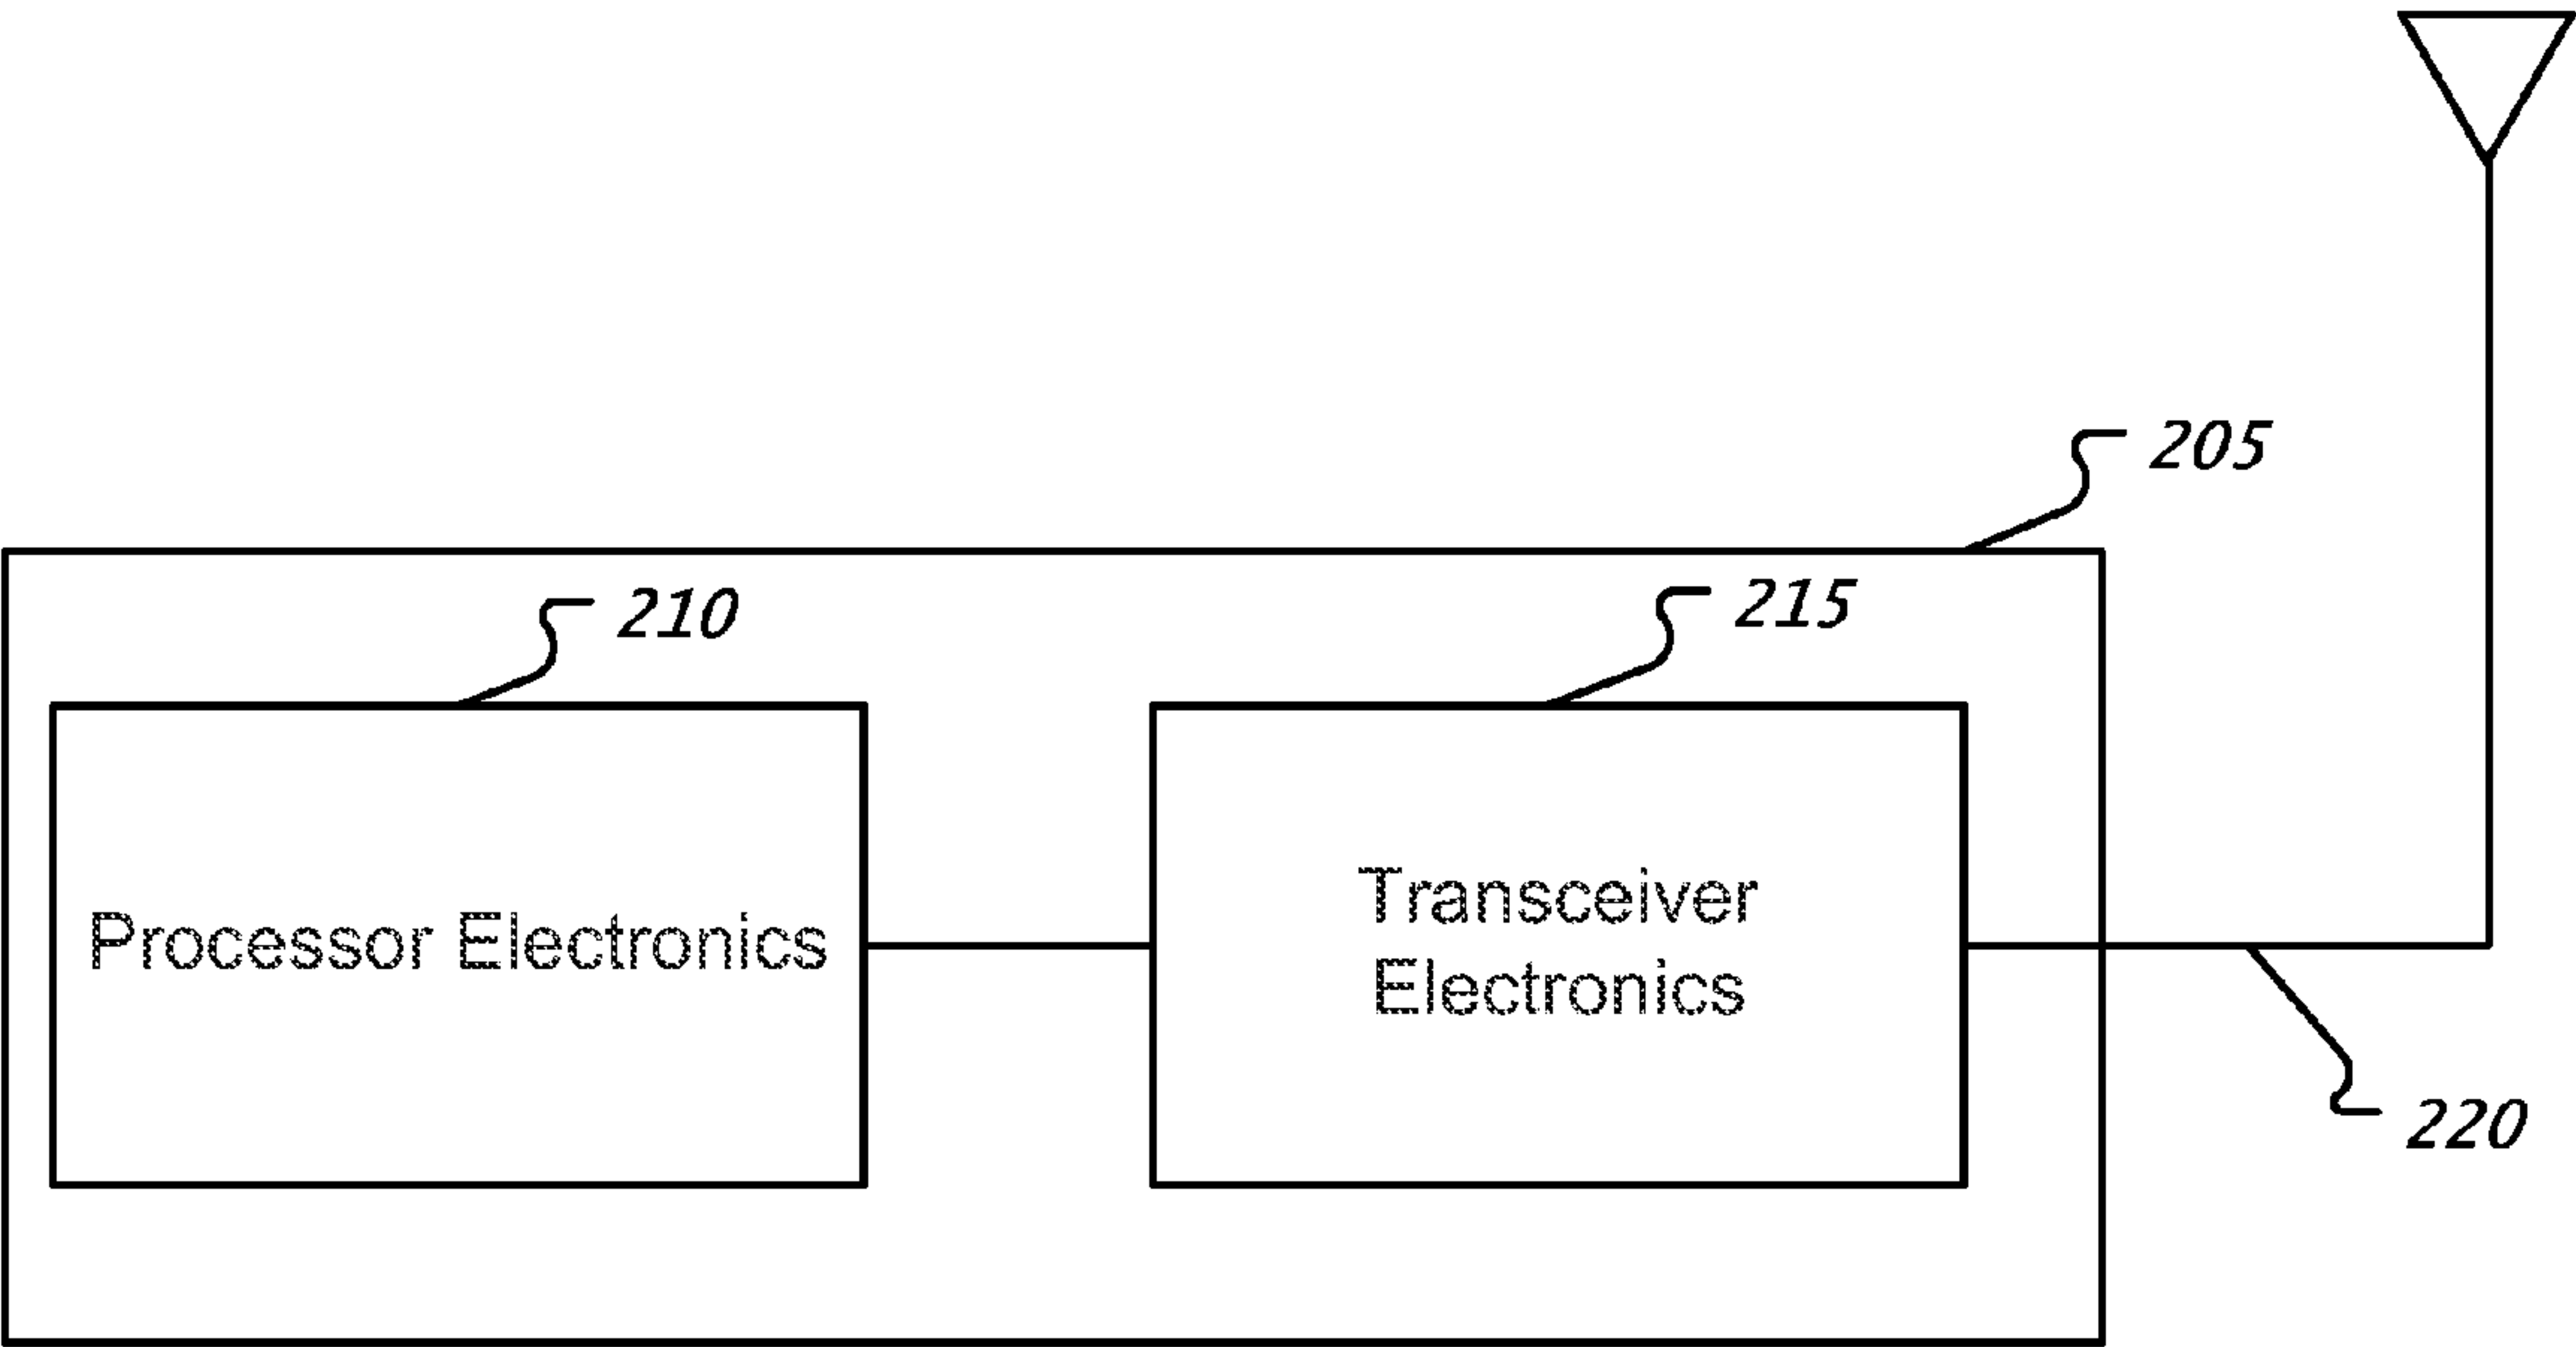 205
210
215
Processor Electronics
Transceiver
Electronics
220